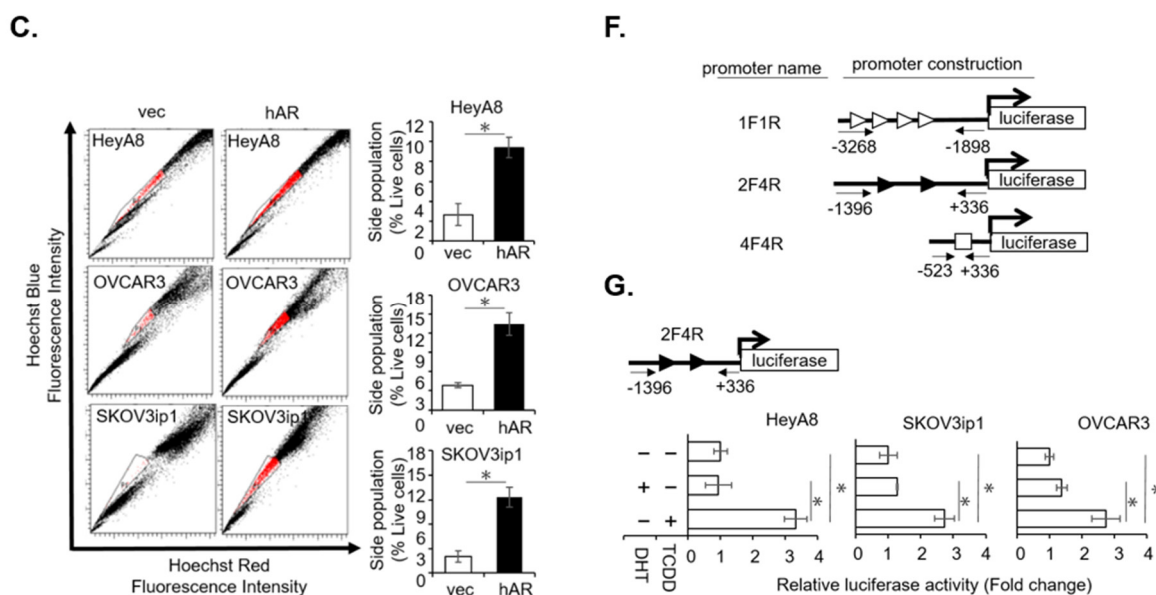 C.
vec
hAR
HeyA8
HeyA8
OVCAR3
OVCAR3
SKOV3ip1
SKOV3ip1
Hoechst Blue
Fluorescence Intensity
Hoechst Red
Fluorescence Intensity
HeyA8
Side population
(% Live cells)
12
10
8
6
4
2
0
*
vec
hAR
OVCAR3
Side population
(% Live cells)
18
15
12
9
6
3
0
*
vec
hAR
SKOV3ip1
Side population
(% Live cells)
18
15
12
9
6
3
0
*
vec
hAR
F.
promoter name
promoter construction
1F1R
luciferase
-3268
-1898
2F4R
luciferase
-1396
+336
4F4R
luciferase
-523
+336
G.
2F4R
luciferase
-1396
+336
HeyA8
SKOV3ip1
OVCAR3
− −
+ −
− +
DHT
TCDD
* *
* *
* *
0 1 2 3 4
0 1 2 3 4
0 1 2 3 4
Relative luciferase activity (Fold change)